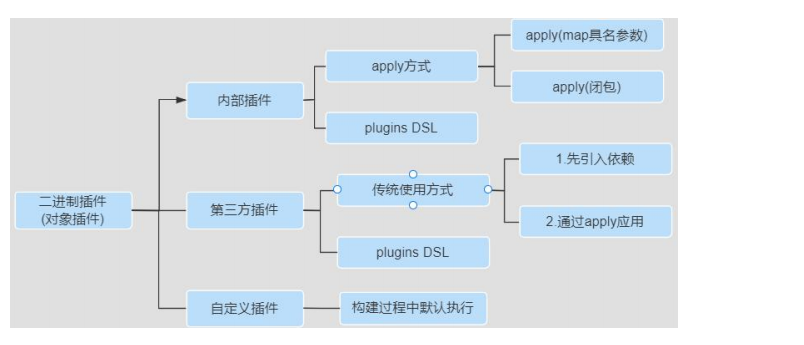 二进制插件
(对象插件)
内部插件
apply方式
apply(map具名参数)
apply(闭包)
plugins DSL
第三方插件
传统使用方式
1.先引入依赖
2.通过apply应用
plugins DSL
自定义插件
构建过程中默认执行